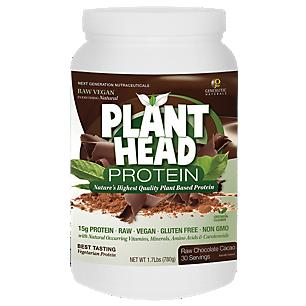 NEXT GENERATION NUTRACEUTICALS
RAW VEGAN
EVERYTHING Natural
GENCEUTIC
NATURALS
PLANT
HEAD
PROTEIN
Nature's Highest Quality Plant Based Protein
15g PROTEIN • RAW • VEGAN • GLUTEN FREE • NON GMO
with Natural Occurring Vitamins, Minerals, Amino Acids & Carotenoids
BEST TASTING
Vegetarian Protein
NET WT 1.7Lbs (780g)
Raw Chocolate Cacao
30 Servings